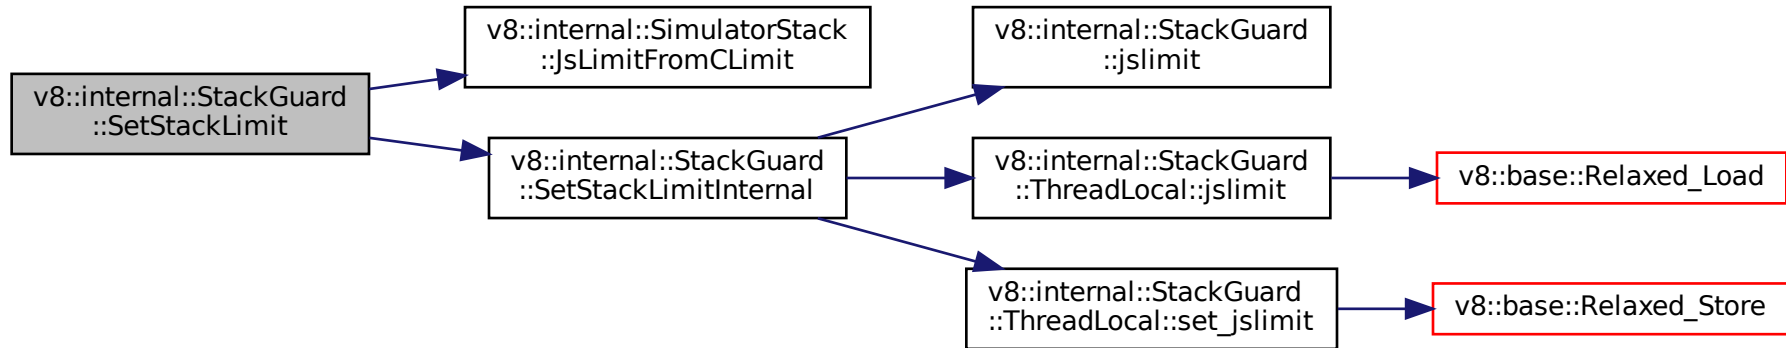 v8::internal::StackGuard
::SetStackLimit
v8::internal::SimulatorStack
::JsLimitFromCLimit
v8::internal::StackGuard
::SetStackLimitInternal
v8::internal::StackGuard
::jslimit
v8::internal::StackGuard
::ThreadLocal::jslimit
v8::internal::StackGuard
::ThreadLocal::set_jslimit
v8::base::Relaxed_Load
v8::base::Relaxed_Store